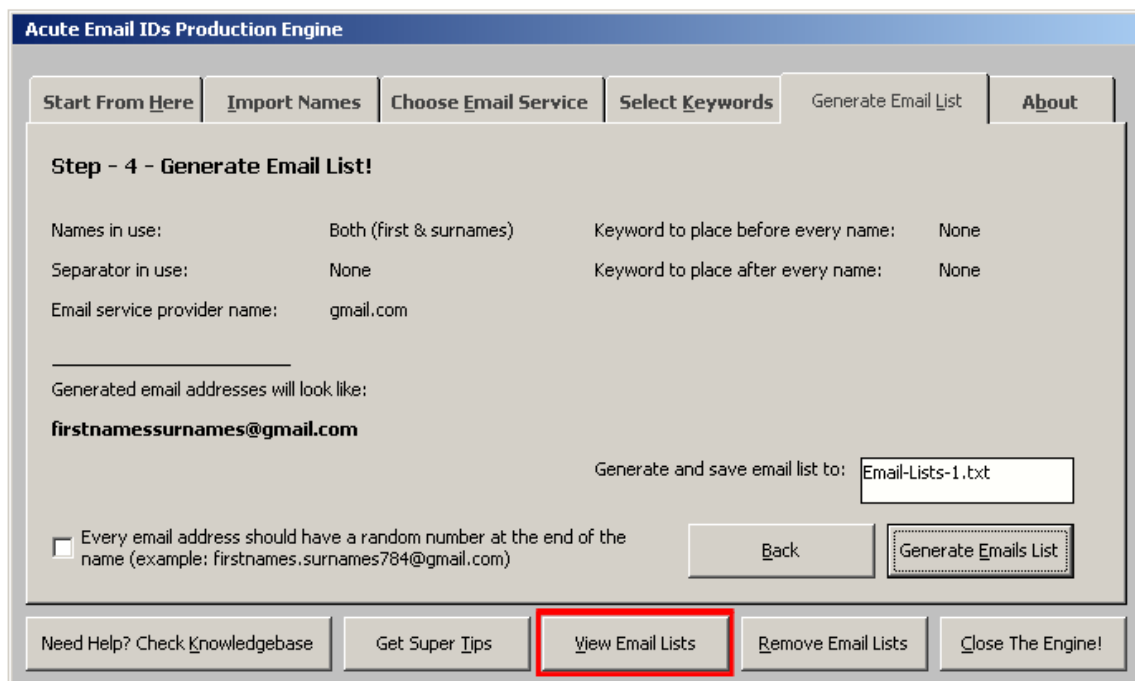 Acute Email IDs Production Engine
Start From Here
Import Names
Choose Email Service
Select Keywords
Generate Email List
About
Step - 4 - Generate Email List!
Names in use: Both (first & surnames) Keyword to place before every name: None
Separator in use: None Keyword to place after every name: None
Email service provider name: gmail.com
Generated email addresses will look like:
firstnamessurnames@gmail.com
Generate and save email list to: Email-Lists-1.txt
Every email address should have a random number at the end of the
name (example: firstnames.surnames784@gmail.com)
Back
Generate Emails List
Need Help? Check Knowledgebase
Get Super Tips
View Email Lists
Remove Email Lists
Close The Engine!